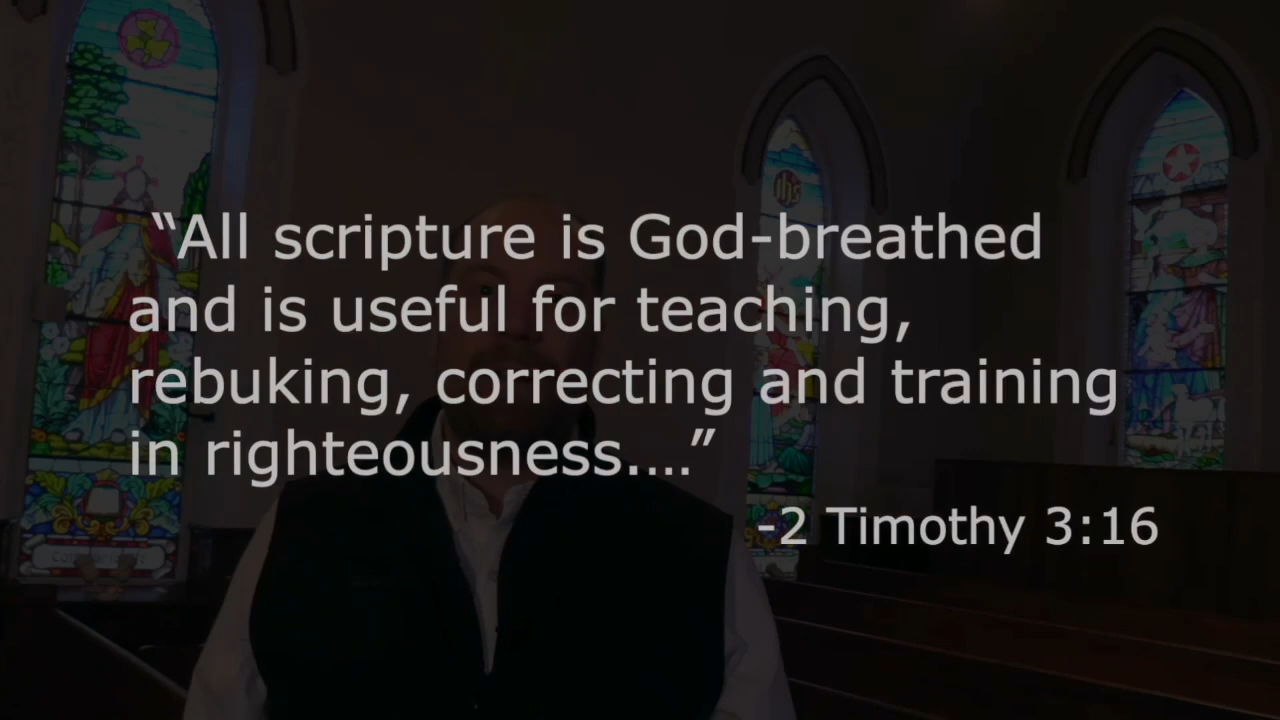 “All scripture is God-breathed
and is useful for teaching,
rebuking, correcting and training
in righteousness.…”
-2 Timothy 3:16
ihs